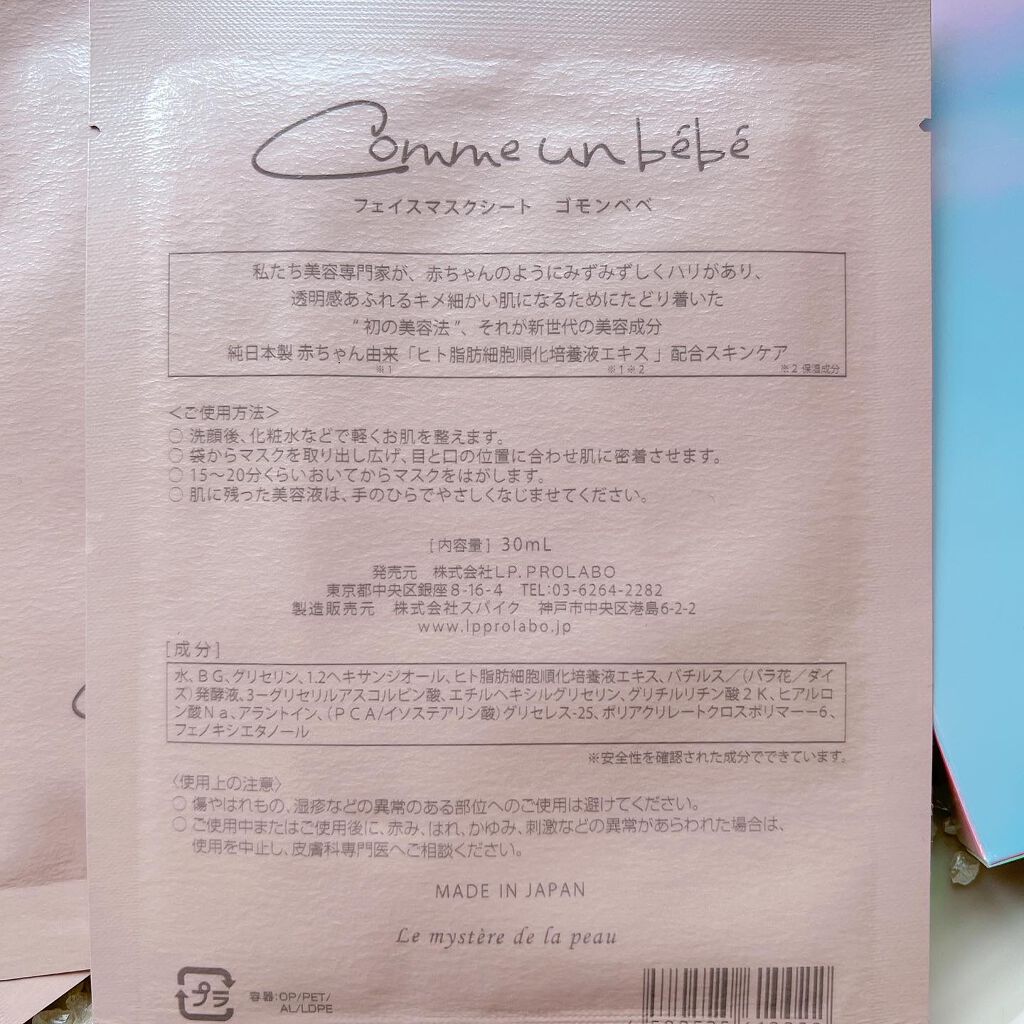 Comme un bébé
フェイスマスクシート　ゴモンベベ
私たち美容専門家が、赤ちゃんのようにみずみずしくハリがあり、
透明感あふれるキメ細かい肌になるためにたどり着いた
“初の美容法”、それが新世代の美容成分
純日本製 赤ちゃん由来「ヒト脂肪細胞順化培養液エキス」配合スキンケア
※1 ※1※2 ※2 保湿成分
＜ご使用方法＞
○ 洗顔後、化粧水などで軽くお肌を整えます。
○ 袋からマスクを取り出し広げ、目と口の位置に合わせ肌に密着させます。
○ 15〜20分くらいおいてからマスクをはがします。
○ 肌に残った美容液は、手のひらでやさしくなじませてください。
[内容量] 30mL
発売元　株式会社LP. PROLABO
東京都中央区銀座8-16-4　TEL:03-6264-2282
製造販売元　株式会社スパイク　神戸市中央区港島6-2-2
www.lpprolabo.jp
[成分]
水、BG、グリセリン、1.2ヘキサンジオール、ヒト脂肪細胞順化培養液エキス、バチルス／(バラ花／ダイ
ズ)発酵液、3ーグリセリルアスコルビン酸、エチルヘキシルグリセリン、グリチルリチン酸2K、ヒアルロ
ン酸Na、アラントイン、(PCA/イソステアリン酸)グリセレス-25、ポリアクリレートクロスポリマーー6、
フェノキシエタノール
※安全性を確認された成分でできています。
〈使用上の注意〉
○ 傷やはれもの、湿疹などの異常のある部位へのご使用は避けてください。
○ ご使用中またはご使用後に、赤み、はれ、かゆみ、刺激などの異常があらわれた場合は、
使用を中止し、皮膚科専門医へご相談ください。
MADE IN JAPAN
Le mystère de la peau
プラ
容器:OP/PET/
AL/LDPE